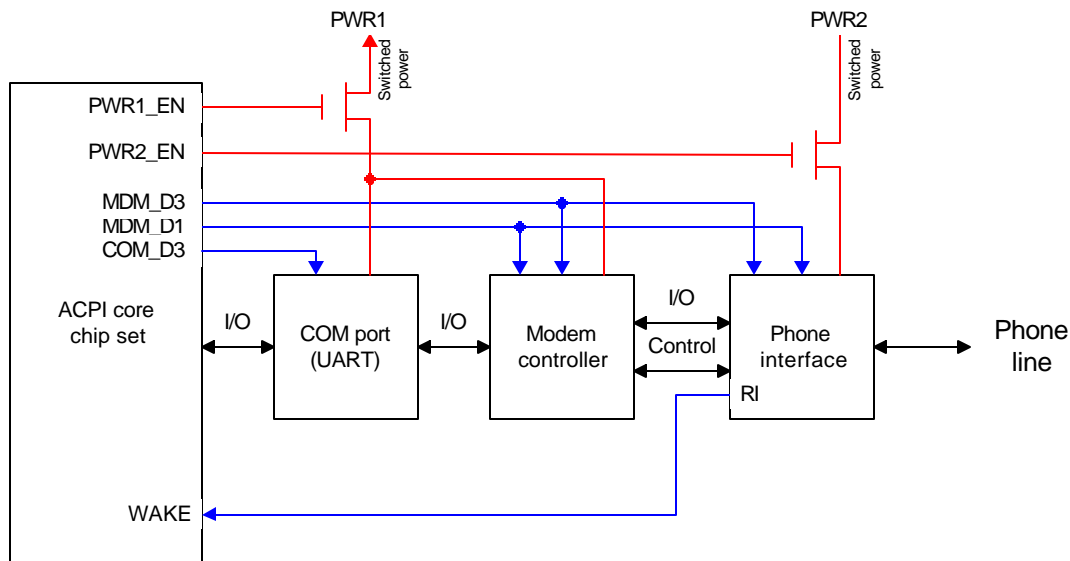 PWR1
PWR2
Switched
power
Switched
power
PWR1_EN
PWR2_EN
MDM_D3
MDM_D1
COM_D3
ACPI core
chip set
I/O
COM port
(UART)
I/O
Modem
controller
I/O
Control
Phone
interface
RI
Phone
line
WAKE